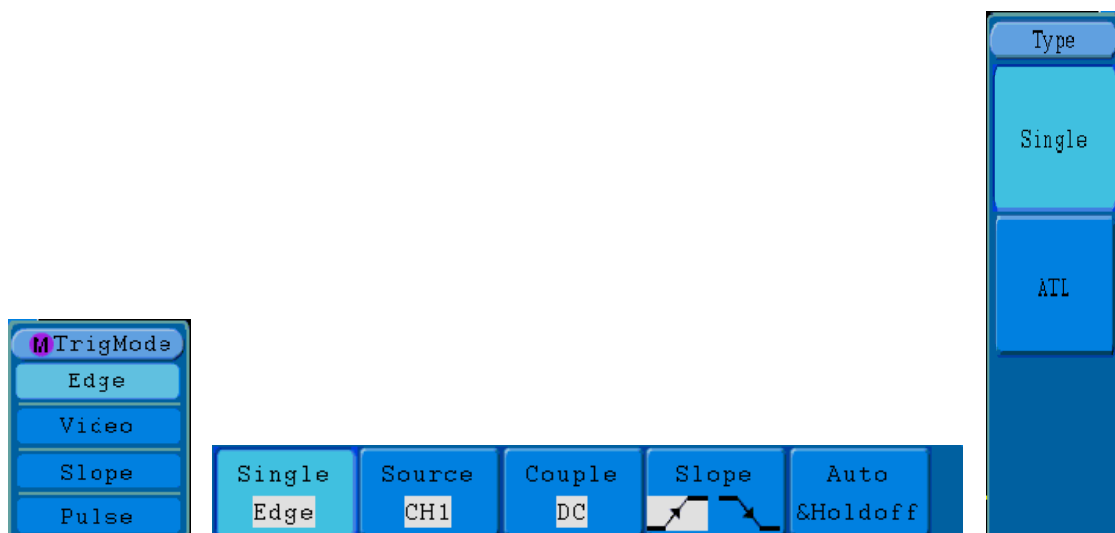 M TrigMode
Edge
Video
Slope
Pulse
Single Source Couple Slope Auto
Edge CH1 DC &Holdoff
Type
Single
ATL